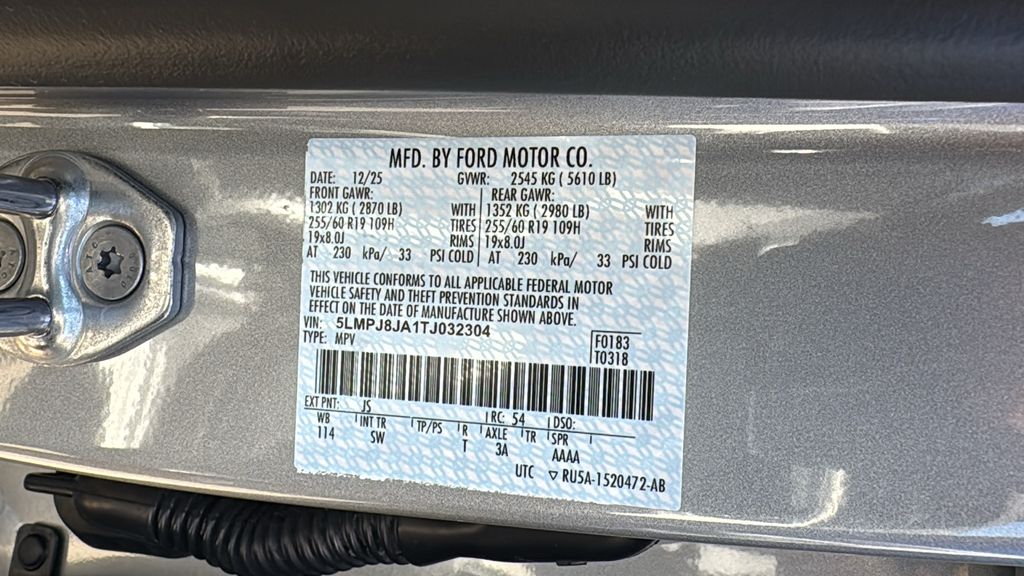 MFD. BY FORD MOTOR CO.
DATE: 12/25 GVWR: 2545 KG ( 5610 LB)
FRONT GAWR: REAR GAWR:
1302 KG ( 2870 LB) WITH 1352 KG ( 2980 LB) WITH
255/60 R19 109H TIRES 255/60 R19 109H TIRES
19x8.0J RIMS 19x8.0J RIMS
AT 230 kPa/ 33 PSI COLD AT 230 kPa/ 33 PSI COLD
THIS VEHICLE CONFORMS TO ALL APPLICABLE FEDERAL MOTOR
VEHICLE SAFETY AND THEFT PREVENTION STANDARDS IN
EFFECT ON THE DATE OF MANUFACTURE SHOWN ABOVE.
VIN: 5LMPJ8JA1TJ032304
TYPE: MPV
F0183
T0318
EXT PNT: JS RC: 54 DSO:
WB INT TR TP/PS R AXLE TR SPR
114 SW T 3A AAAA
UTC ▽ RU5A-1520472-AB